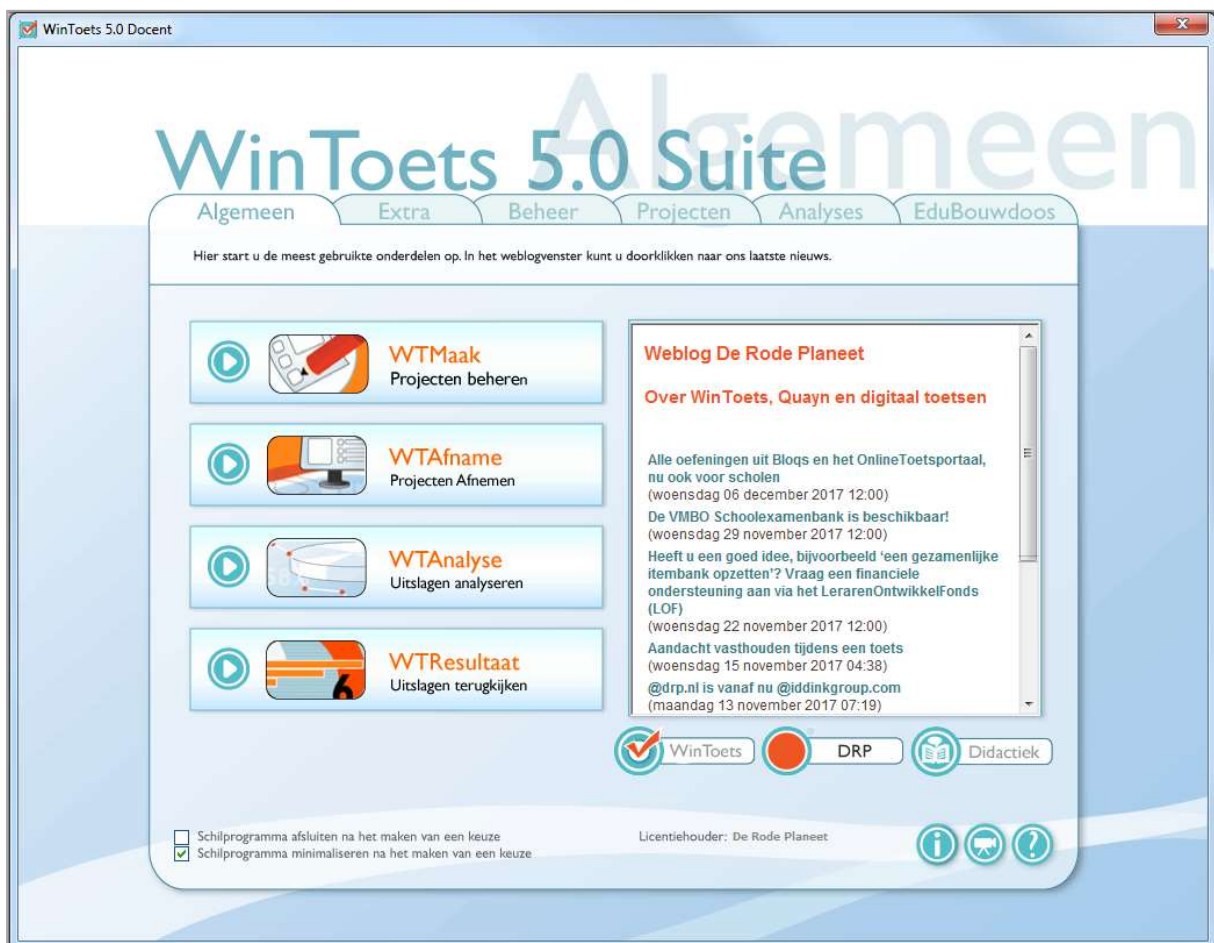 WinToets 5.0 Docent
Algemeen
WinToets 5.0 Suite
Algemeen Extra Beheer Projecten Analyses EduBouwdoos
Hier start u de meest gebruikte onderdelen op. In het weblogvenster kunt u doorklikken naar ons laatste nieuws.
WTMaak
Projecten beheren
WTAfname
Projecten Afnemen
WTAnalyse
Uitslagen analyseren
WTResultaat
Uitslagen terugkijken
6
Weblog De Rode Planeet
Over WinToets, Quayn en digitaal toetsen
Alle oefeningen uit Bloqs en het OnlineToetsportaal,
nu ook voor scholen
(woensdag 06 december 2017 12:00)
De VMBO Schoolexamenbank is beschikbaar!
(woensdag 29 november 2017 12:00)
Heeft u een goed idee, bijvoorbeeld ‘een gezamenlijke
itembank opzetten’? Vraag een financiele
ondersteuning aan via het LerarenOntwikkelFonds
(LOF)
(woensdag 22 november 2017 12:00)
Aandacht vasthouden tijdens een toets
(woensdag 15 november 2017 04:38)
@drp.nl is vanaf nu @iddinkgroup.com
(maandag 13 november 2017 07:19)
WinToets DRP Didactiek
Schilprogramma afsluiten na het maken van een keuze
Schilprogramma minimaliseren na het maken van een keuze
Licentiehouder: De Rode Planeet